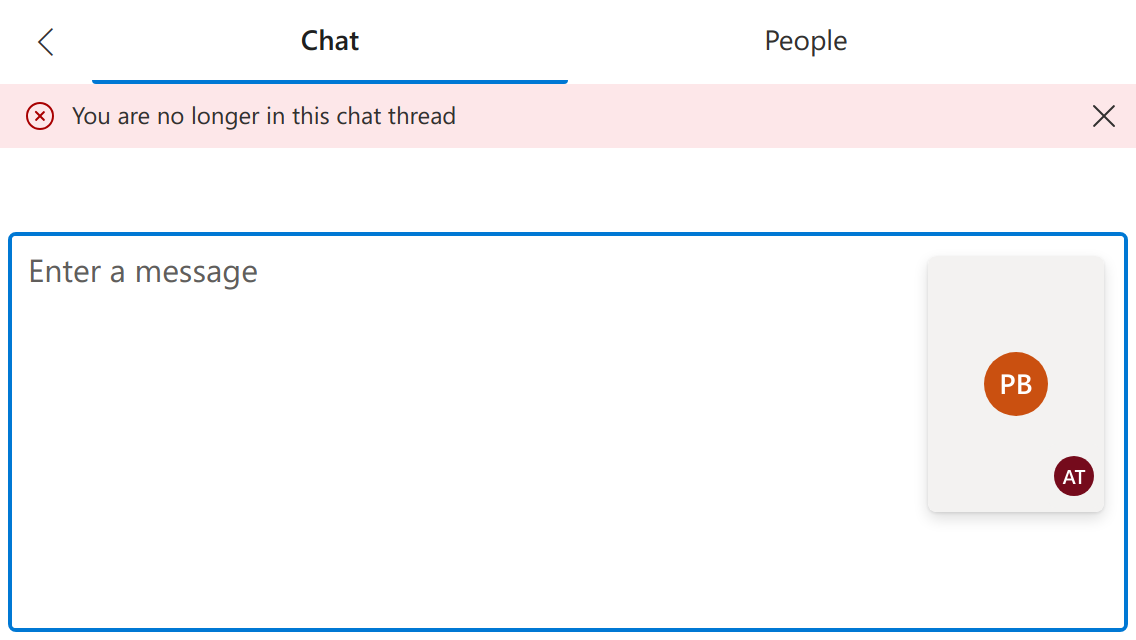 Chat
People
You are no longer in this chat thread
Enter a message
PB
AT